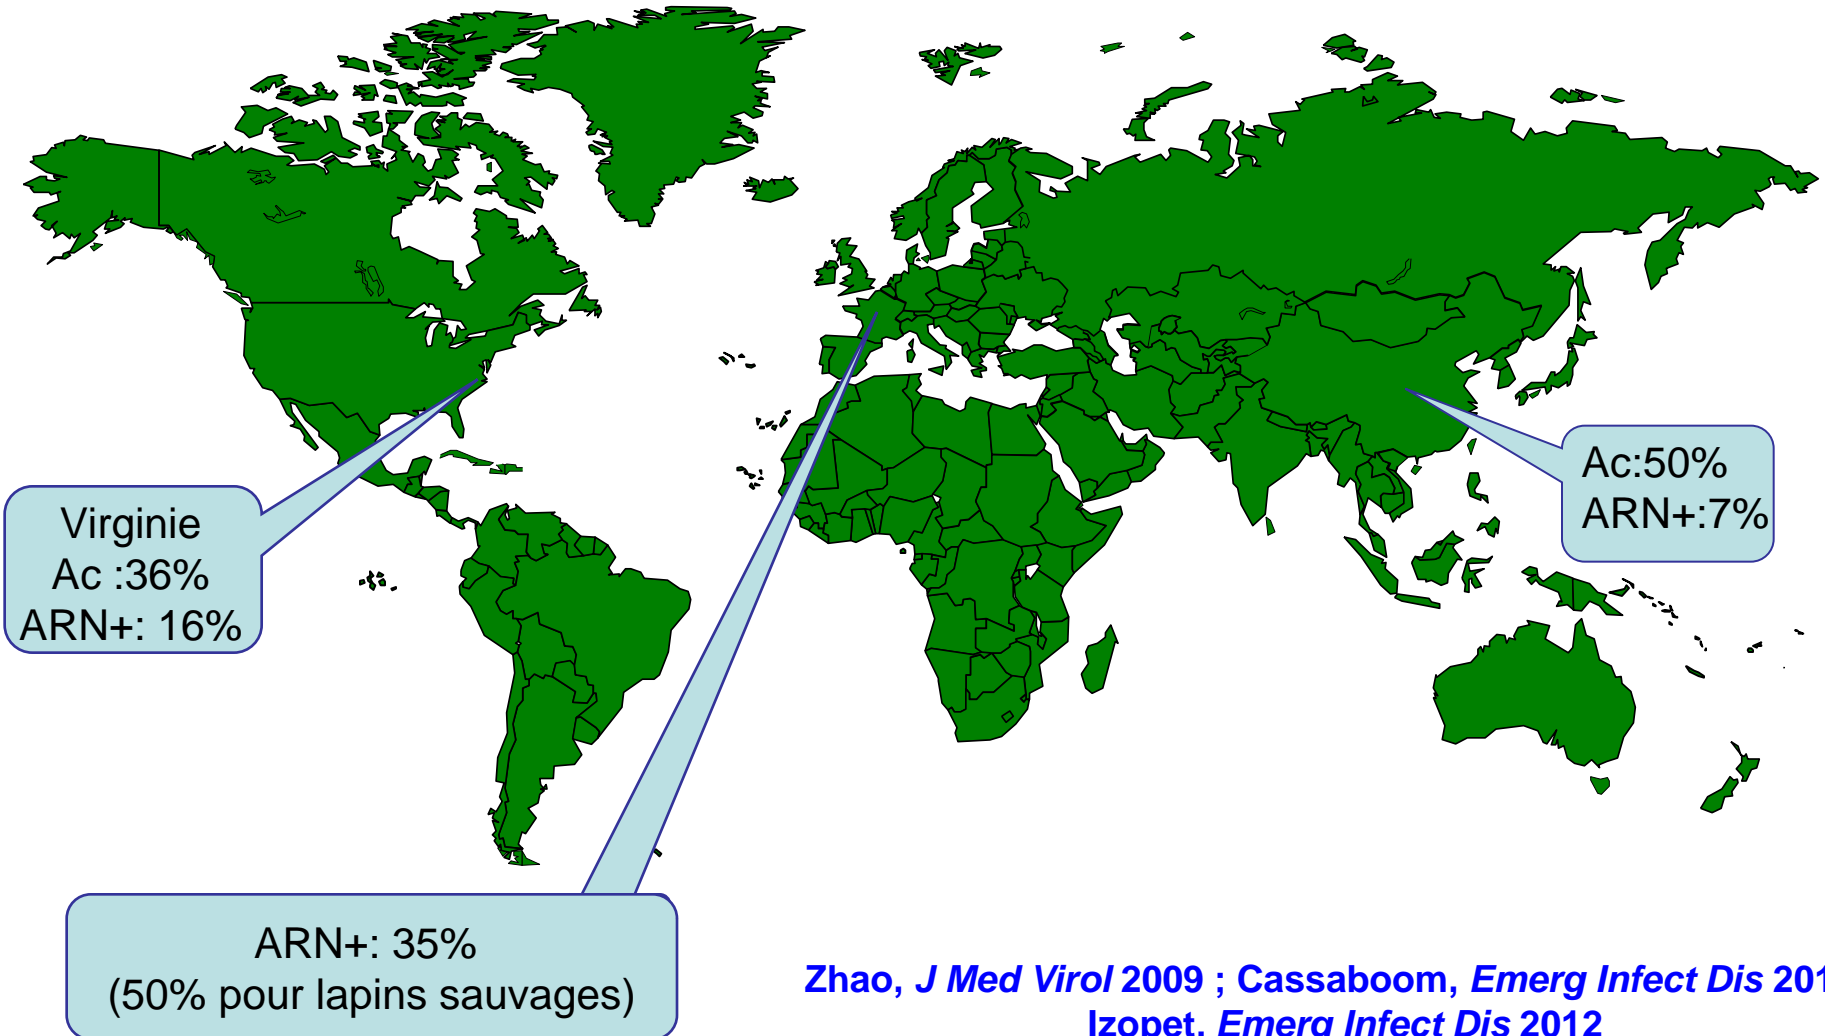 Virginie
Ac :36%
ARN+: 16%
Ac:50%
ARN+:7%
ARN+: 35%
(50% pour lapins sauvages)
Zhao, J Med Virol 2009 ; Cassaboom, Emerg Infect Dis 201
Izopet, Emerg Infect Dis 2012